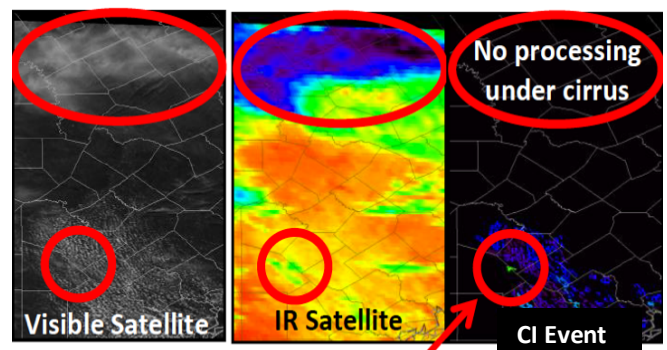 No processing
under cirrus
Visible Satellite
IR Satellite
CI Event